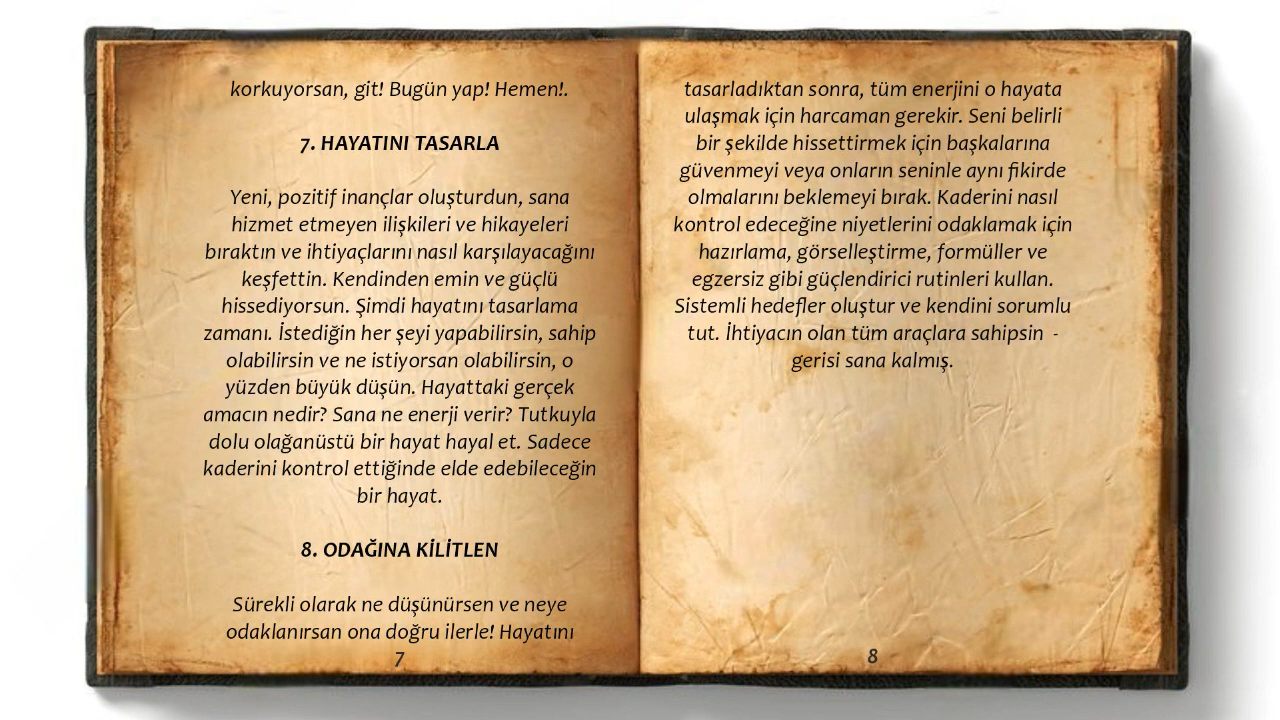 korkuyorsan, git! Bugün yap! Hemen!.
7. HAYATINI TASARLA
Yeni, pozitif inançlar oluşturdun, sana
hizmet etmeyen ilişkileri ve hikayeleri
bıraktın ve ihtiyaçlarını nasıl karşılayacağını
keşfettin. Kendinden emin ve güçlü
hissediyorsun. Şimdi hayatını tasarlama
zamanı. İstediğin her şeyi yapabilirsin, sahip
olabilirsin ve ne istiyorsan olabilirsin, o
yüzden büyük düşün. Hayattaki gerçek
amacın nedir? Sana ne enerji verir? Tutkuyla
dolu olağanüstü bir hayat hayal et. Sadece
kaderini kontrol ettiğinde elde edebileceğin
bir hayat.
8. ODAĞINA KİLİTLEN
Sürekli olarak ne düşünürsen ve neye
odaklanırsan ona doğru ilerle! Hayatını
7
tasarladıktan sonra, tüm enerjini o hayata
ulaşmak için harcaman gerekir. Seni belirli
bir şekilde hissettirmek için başkalarına
güvenmeyi veya onların seninle aynı fikirde
olmalarını beklemeyi bırak. Kaderini nasıl
kontrol edeceğine niyetlerini odaklamak için
hazırlama, görselleştirme, formüller ve
egzersiz gibi güçlendirici rutinleri kullan.
Sistemli hedefler oluştur ve kendini sorumlu
tut. İhtiyacın olan tüm araçlara sahipsin -
gerisi sana kalmış.
8